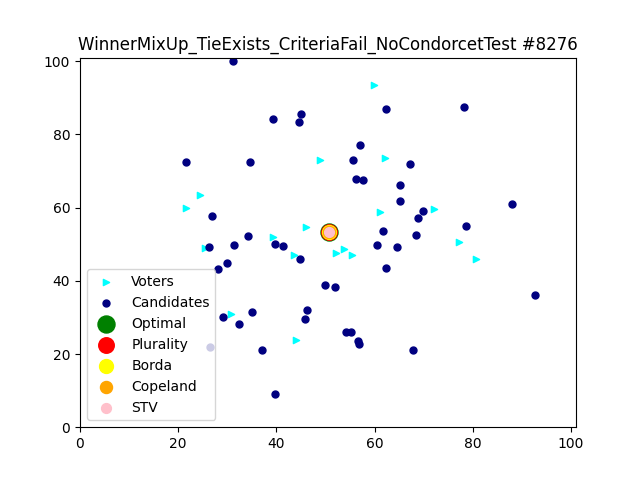 WinnerMixUp_TieExists_CriteriaFail_NoCondorcetTest #8276
100
80
60
40
20
0
Voters
Candidates
Optimal
Plurality
Borda
Copeland
STV
0 20 40 60 80 100